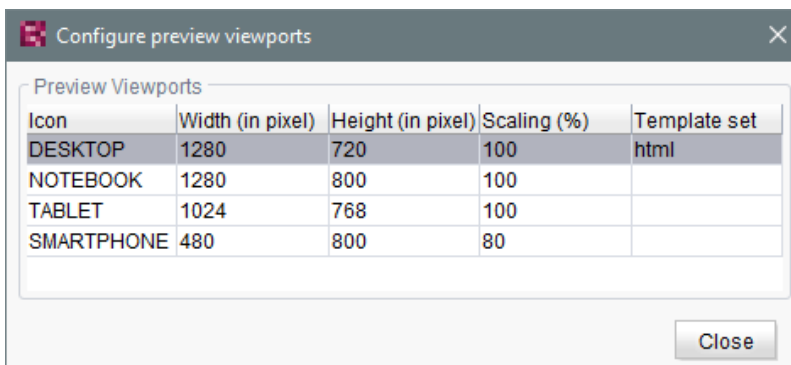 Configure preview viewports
Preview Viewports
Icon Width (in pixel) Height (in pixel) Scaling (%) Template set
DESKTOP 1280 720 100 html
NOTEBOOK 1280 800 100
TABLET 1024 768 100
SMARTPHONE 480 800 80
Close